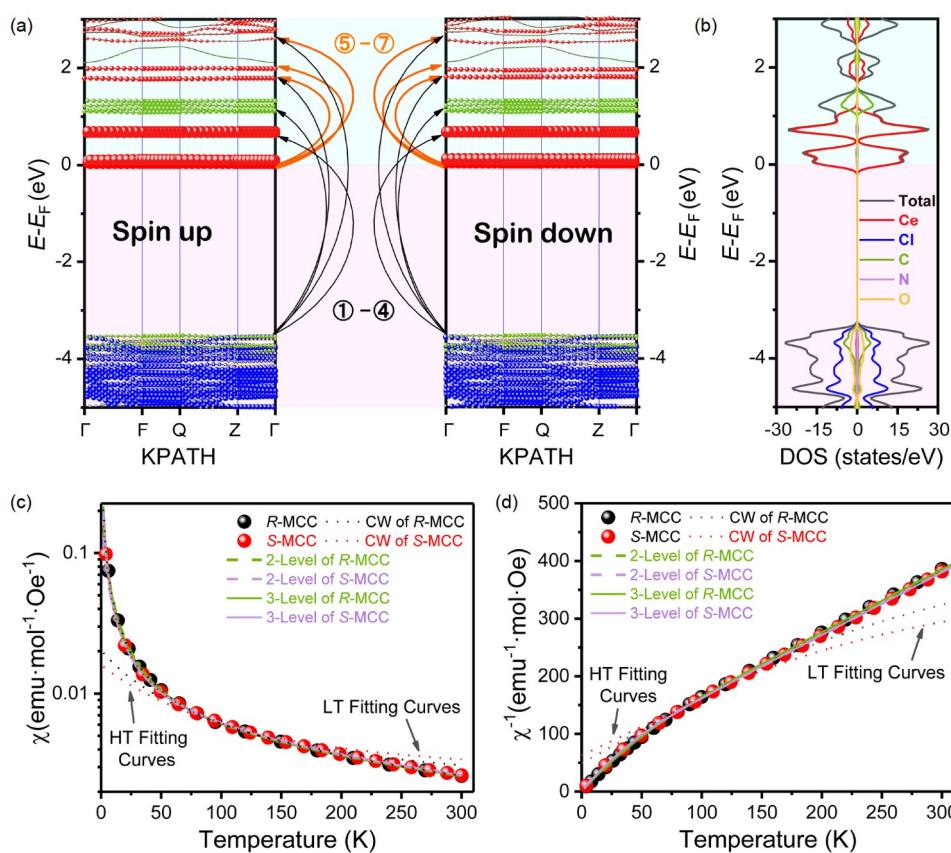 (a)
⑤ – ⑦
2
0
-2
-4
E-E_F (eV)
Spin up
① – ④
Γ F Q Z Γ
KPATH
Spin down
2
0
-2
-4
E-E_F (eV)
Γ F Q Z Γ
KPATH
(b)
E-E_F (eV)
Total
Ce
Cl
C
N
O
-30 -15 0 15 30
DOS (states/eV)
(c)
R-MCC CW of R-MCC
S-MCC CW of S-MCC
2-Level of R-MCC
2-Level of S-MCC
3-Level of R-MCC
3-Level of S-MCC
0.1
0.01
χ(emu·mol⁻¹·Oe⁻¹)
HT Fitting
Curves
LT Fitting Curves
0 50 100 150 200 250 300
Temperature (K)
(d)
R-MCC CW of R-MCC
S-MCC CW of S-MCC
2-Level of R-MCC
2-Level of S-MCC
3-Level of R-MCC
3-Level of S-MCC
500
400
300
200
100
0
χ⁻¹(emu⁻¹·mol·Oe)
HT Fitting
Curves
LT Fitting Curves
0 50 100 150 200 250 300
Temperature (K)